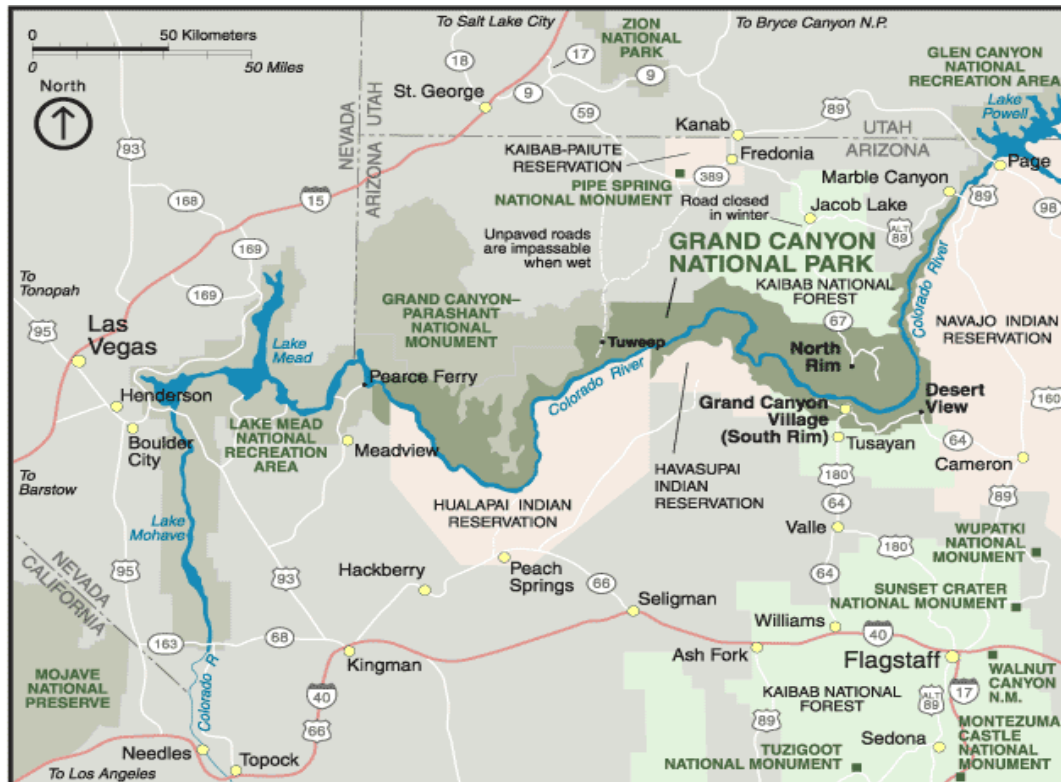 To Salt Lake City
To Bryce Canyon N.P.
0 50 Kilometers
0 50 Miles
North
ZION
NATIONAL
PARK
GLEN CANYON
NATIONAL
RECREATION AREA
Lake
Powell
18
17
9
9
59
St. George
93
NEVADA
ARIZONA
UTAH
89
Kanab
UTAH
ARIZONA
KAIBAB-PAIUTE
RESERVATION
Fredonia
Page
389
PIPE SPRING
NATIONAL MONUMENT
Marble Canyon
89
98
Road closed
in winter
Jacob Lake
ALT
89
168
15
Unpaved roads
are impassable
when wet
GRAND CANYON
NATIONAL PARK
KAIBAB NATIONAL
FOREST
67
Colorado River
169
169
To
Tonopah
95
GRAND CANYON–
PARASHANT
NATIONAL
MONUMENT
NAVAJO INDIAN
RESERVATION
Las
Vegas
Lake
Mead
Tuweep
North
Rim
Pearce Ferry
Colorado River
Desert
View
160
Henderson
Boulder
City
LAKE MEAD
NATIONAL
RECREATION
AREA
Meadview
Grand Canyon
Village
(South Rim)
Tusayan
64
Cameron
To
Barstow
180
HAVASUPAI
INDIAN
RESERVATION
HUALAPAI INDIAN
RESERVATION
64
89
Lake
Mohave
Valle
180
WUPATKI
NATIONAL
MONUMENT
NEVADA
CALIFORNIA
95
93
Hackberry
Peach
Springs
66
64
SUNSET CRATER
NATIONAL MONUMENT
Seligman
Williams
40
163
68
Kingman
Ash Fork
Flagstaff
WALNUT
CANYON
N.M.
MOJAVE
NATIONAL
PRESERVE
Colorado R
40
66
KAIBAB NATIONAL
FOREST
ALT
89
17
89
Sedona
MONTEZUMA
CASTLE
NATIONAL
MONUMENT
Needles
Topock
TUZIGOOT
NATIONAL MONUMENT
To Los Angeles